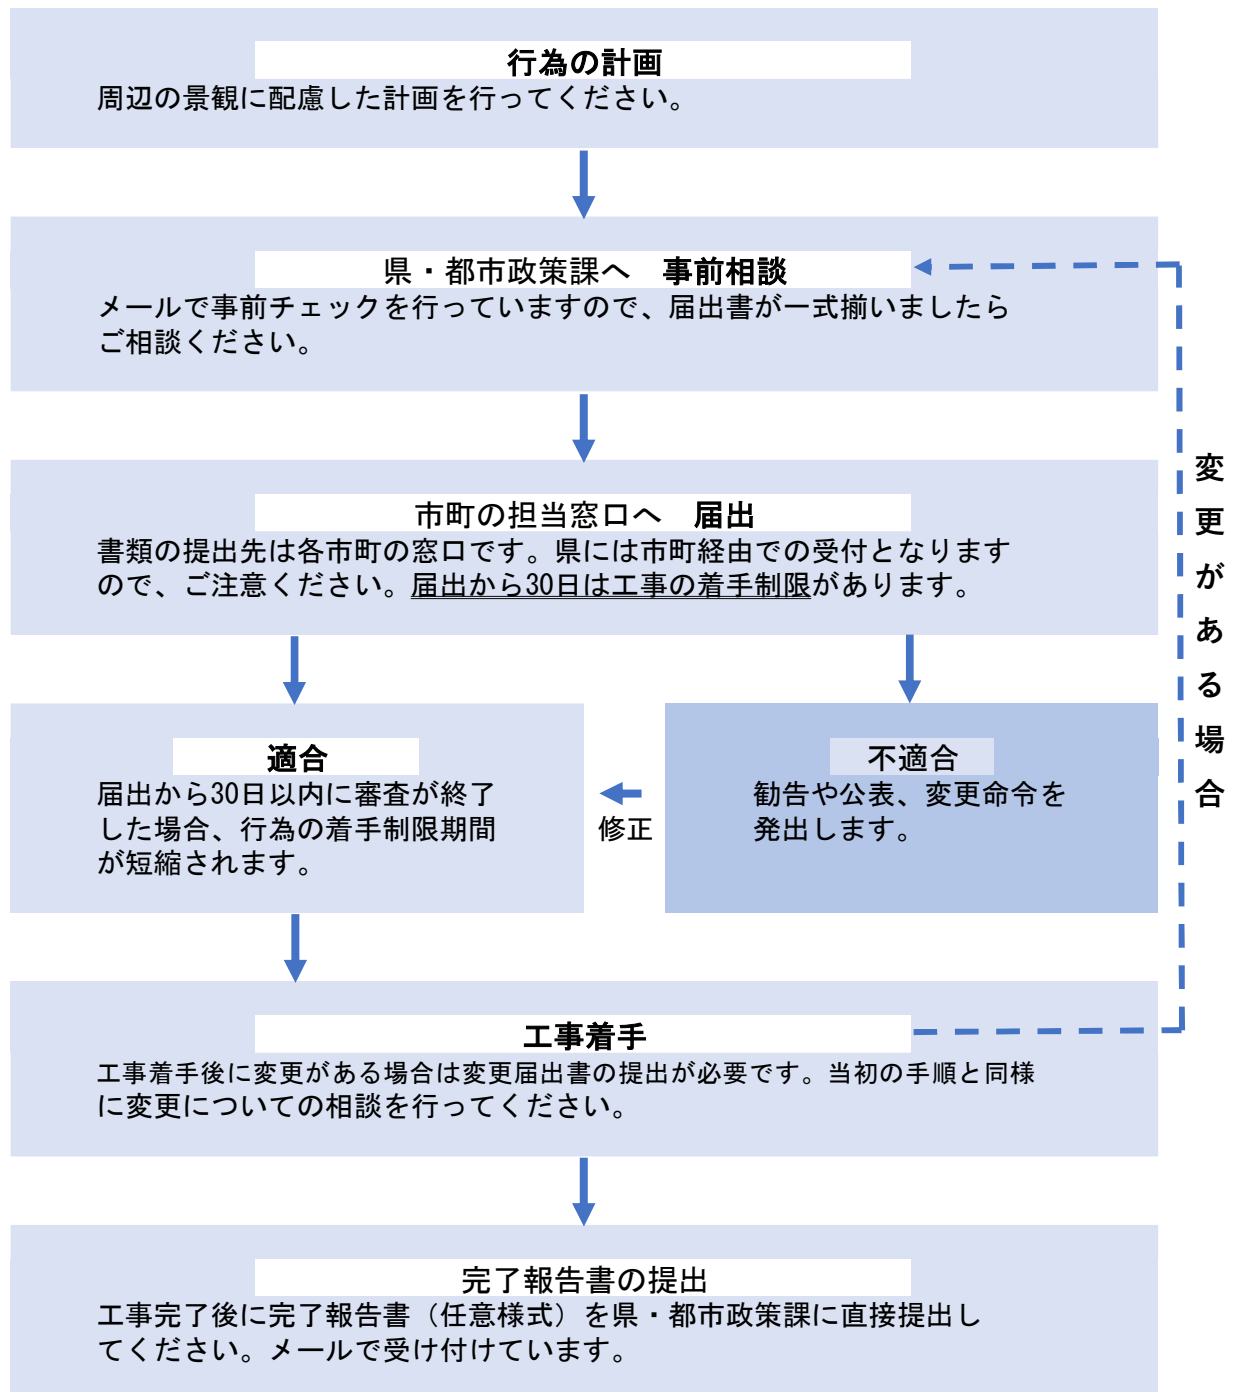 行為の計画
周辺の景観に配慮した計画を行ってください。
県・都市政策課へ　事前相談
メールで事前チェックを行っていますので、届出書が一式揃いましたら
ご相談ください。
市町の担当窓口へ　届出
書類の提出先は各市町の窓口です。県には市町経由での受付となります
ので、ご注意ください。届出から30日は工事の着手制限があります。
適合
届出から30日以内に審査が終了
した場合、行為の着手制限期間
が短縮されます。
修正
不適合
勧告や公表、変更命令を
発出します。
工事着手
工事着手後に変更がある場合は変更届出書の提出が必要です。当初の手順と同様
に変更についての相談を行ってください。
変更がある場合
完了報告書の提出
工事完了後に完了報告書（任意様式）を県・都市政策課に直接提出し
てください。メールで受け付けています。